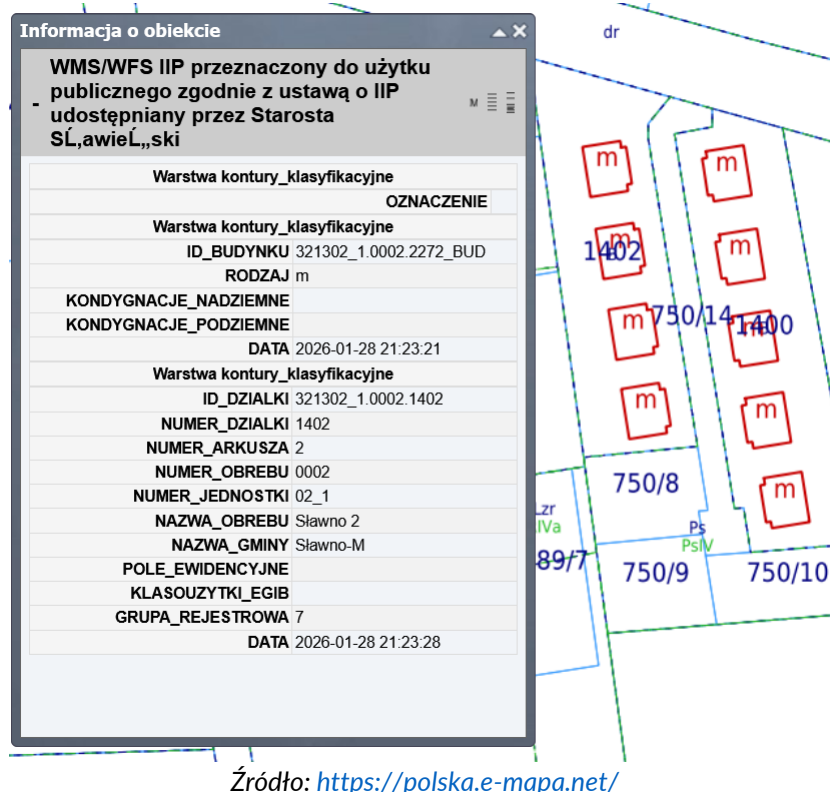 Informacja o obiekcie
WMS/WFS IIP przeznaczony do użytku
publicznego zgodnie z ustawą o IIP
- udostępniany przez Starosta
SĹ‚awieĹ„ski
M
Warstwa kontury_klasyfikacyjne
OZNACZENIE
Warstwa kontury_klasyfikacyjne
ID_BUDYNKU 321302_1.0002.2272_BUD
RODZAJ m
KONDYGNACJE_NADZIEMNE
KONDYGNACJE_PODZIEMNE
DATA 2026-01-28 21:23:21
Warstwa kontury_klasyfikacyjne
ID_DZIALKI 321302_1.0002.1402
NUMER_DZIALKI 1402
NUMER_ARKUSZA 2
NUMER_OBREBU 0002
NUMER_JEDNOSTKI 02_1
NAZWA_OBREBU Sławno 2
NAZWA_GMINY Sławno-M
POLE_EWIDENCYJNE
KLASOUZYTKI_EGIB
GRUPA_REJESTROWA 7
DATA 2026-01-28 21:23:28
dr
m
m
m
m
1402
m
750/14
1400
m
m
m
m
750/8
Lzr
Ps
IVa
PsIV
89/7
750/9
750/10
Źródło: https://polska.e-mapa.net/